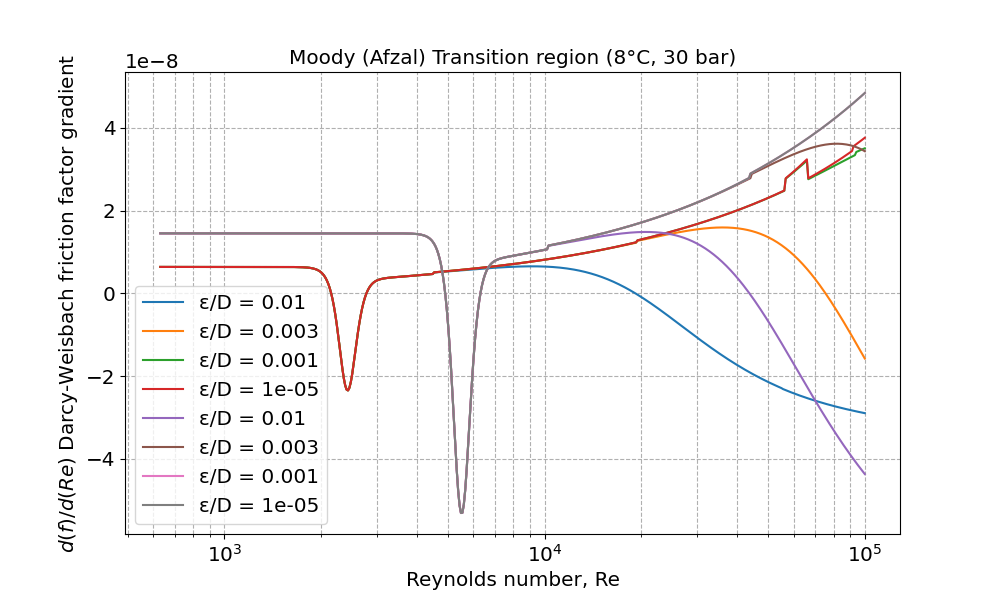 Moody (Afzal) Transition region (8°C, 30 bar)
1e−8
d(f)/d(Re) Darcy-Weisbach friction factor gradient
4
2
0
−2
−4
ε/D = 0.01
ε/D = 0.003
ε/D = 0.001
ε/D = 1e-05
ε/D = 0.01
ε/D = 0.003
ε/D = 0.001
ε/D = 1e-05
10³ 10⁴ 10⁵
Reynolds number, Re